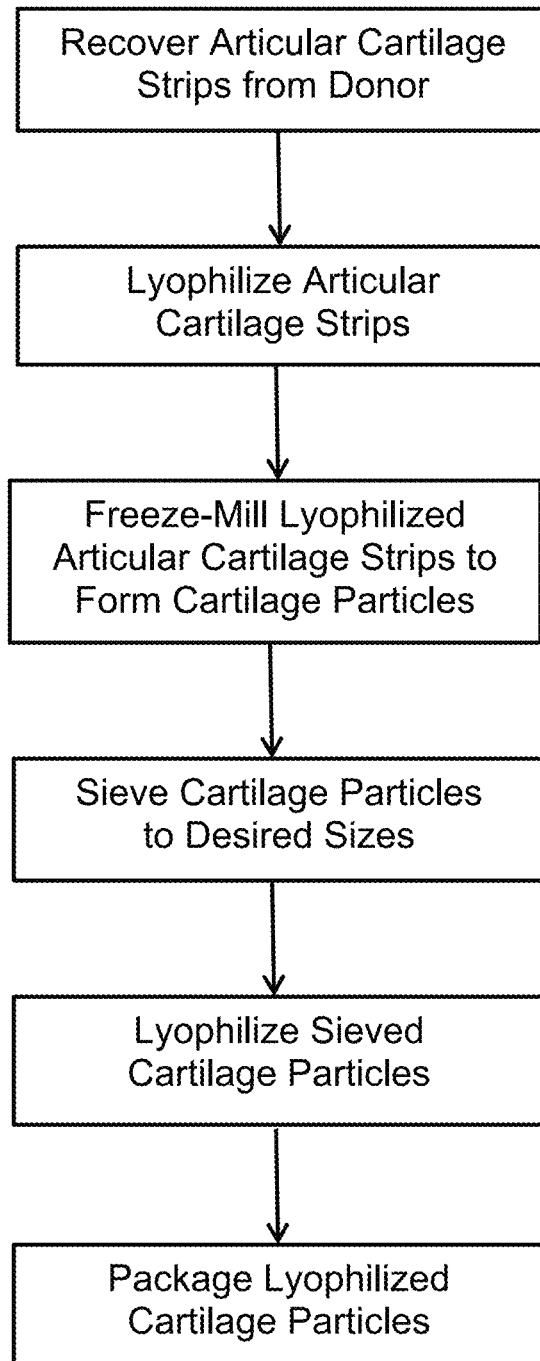 Recover Articular Cartilage
Strips from Donor
Lyophilize Articular
Cartilage Strips
Freeze-Mill Lyophilized
Articular Cartilage Strips to
Form Cartilage Particles
Sieve Cartilage Particles
to Desired Sizes
Lyophilize Sieved
Cartilage Particles
Package Lyophilized
Cartilage Particles